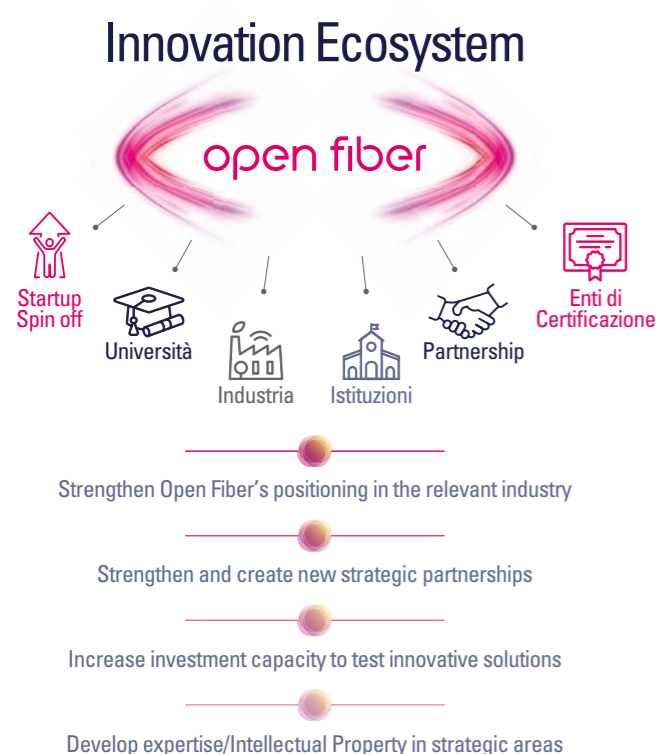 Innovation Ecosystem
open fiber
Startup
Spin off
Università
Industria
Istituzioni
Partnership
Enti di
Certificazione
Strengthen Open Fiber's positioning in the relevant industry
Strengthen and create new strategic partnerships
Increase investment capacity to test innovative solutions
Develop expertise/Intellectual Property in strategic areas